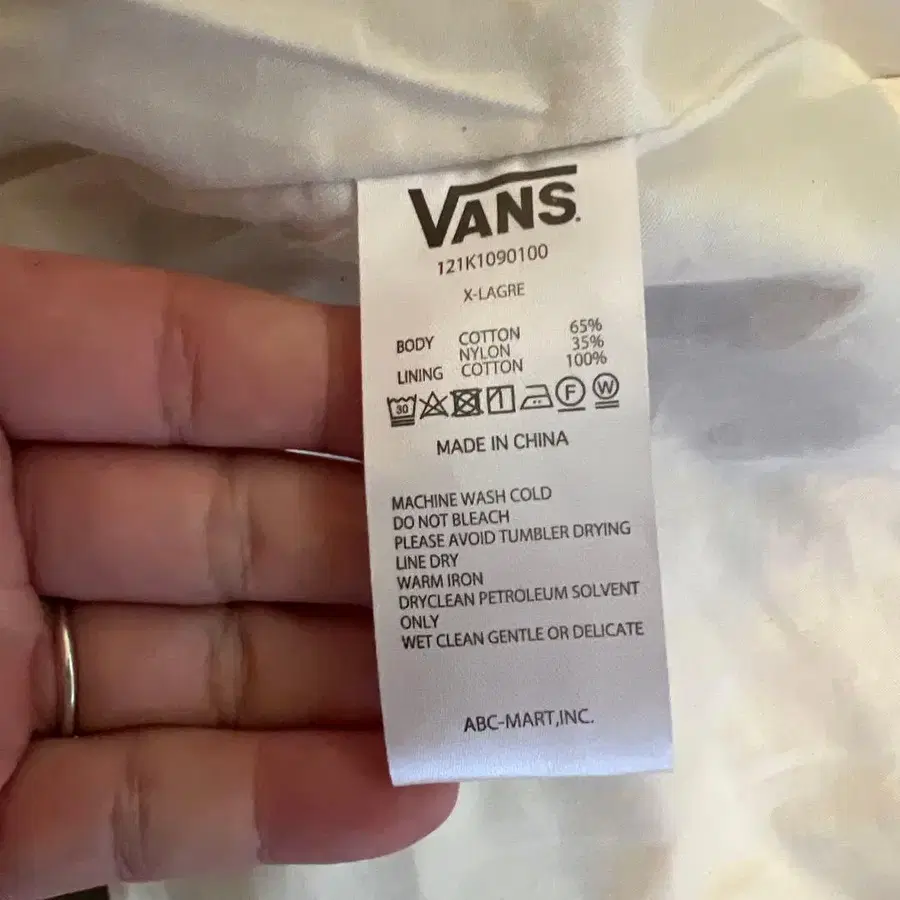 VANS.
121K1090100
X-LAGRE
BODY COTTON 65%
NYLON 35%
LINING COTTON 100%
30 F W
MADE IN CHINA
MACHINE WASH COLD
DO NOT BLEACH
PLEASE AVOID TUMBLER DRYING
LINE DRY
WARM IRON
DRYCLEAN PETROLEUM SOLVENT
ONLY
WET CLEAN GENTLE OR DELICATE
ABC-MART,INC.